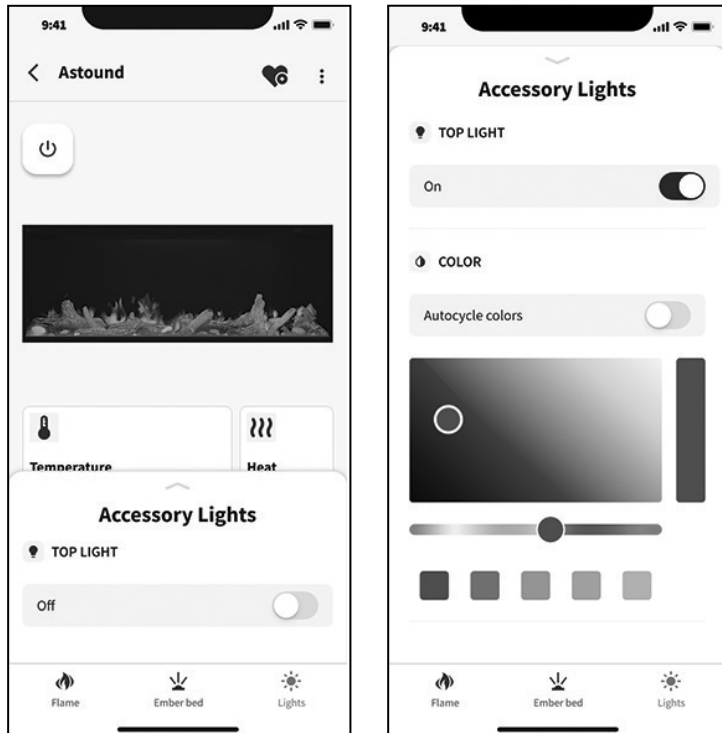 9:41
Astound
Temperature
Heat
Accessory Lights
TOP LIGHT
Off
Flame
Ember bed
Lights
9:41
Accessory Lights
TOP LIGHT
On
COLOR
Autocycle colors
Flame
Ember bed
Lights